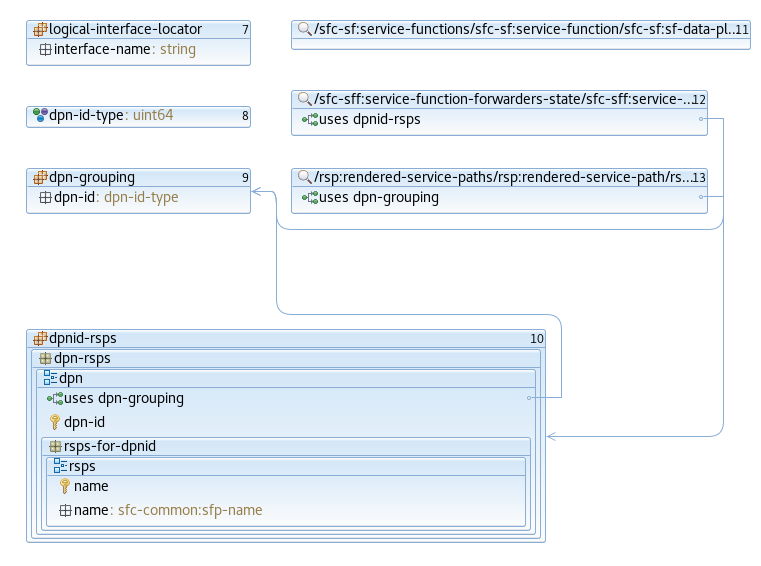 logical-interface-locator 7
interface-name: string
/sfc-sf:service-functions/sfc-sf:service-function/sfc-sf:sf-data-pl...11
dpn-id-type: uint64 8
/sfc-sff:service-function-forwarders-state/sfc-sff:service-...12
uses dpnid-rsps
dpn-grouping 9
dpn-id: dpn-id-type
/rsp:rendered-service-paths/rsp:rendered-service-path/rs...13
uses dpn-grouping
dpnid-rsps 10
dpn-rsps
dpn
uses dpn-grouping
dpn-id
rsps-for-dpnid
rsps
name
name: sfc-common:sfp-name